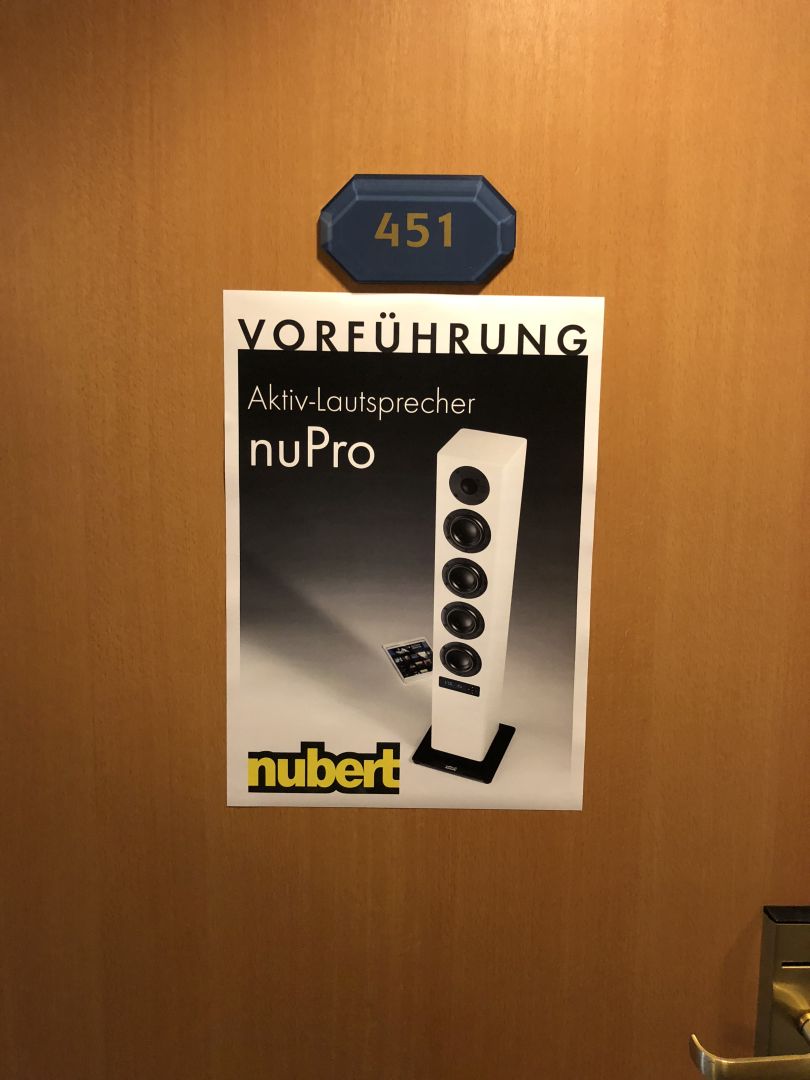 451
VORFÜHRUNG
Aktiv-Lautsprecher
nuPro
nubert